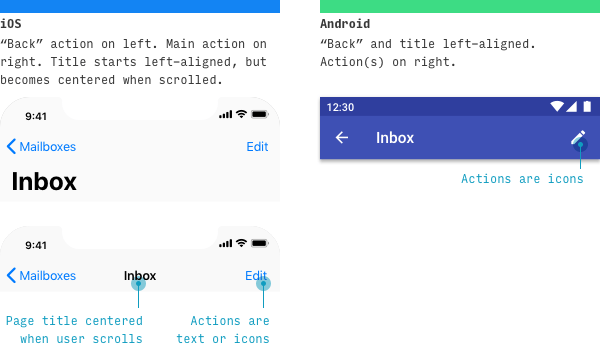 iOS
“Back” action on left. Main action on
right. Title starts left-aligned, but
becomes centered when scrolled.
9:41
Mailboxes
Edit
Inbox
9:41
Mailboxes
Inbox
Edit
Page title centered
when user scrolls
Actions are
text or icons
Android
“Back” and title left-aligned.
Action(s) on right.
12:30
Inbox
Actions are icons